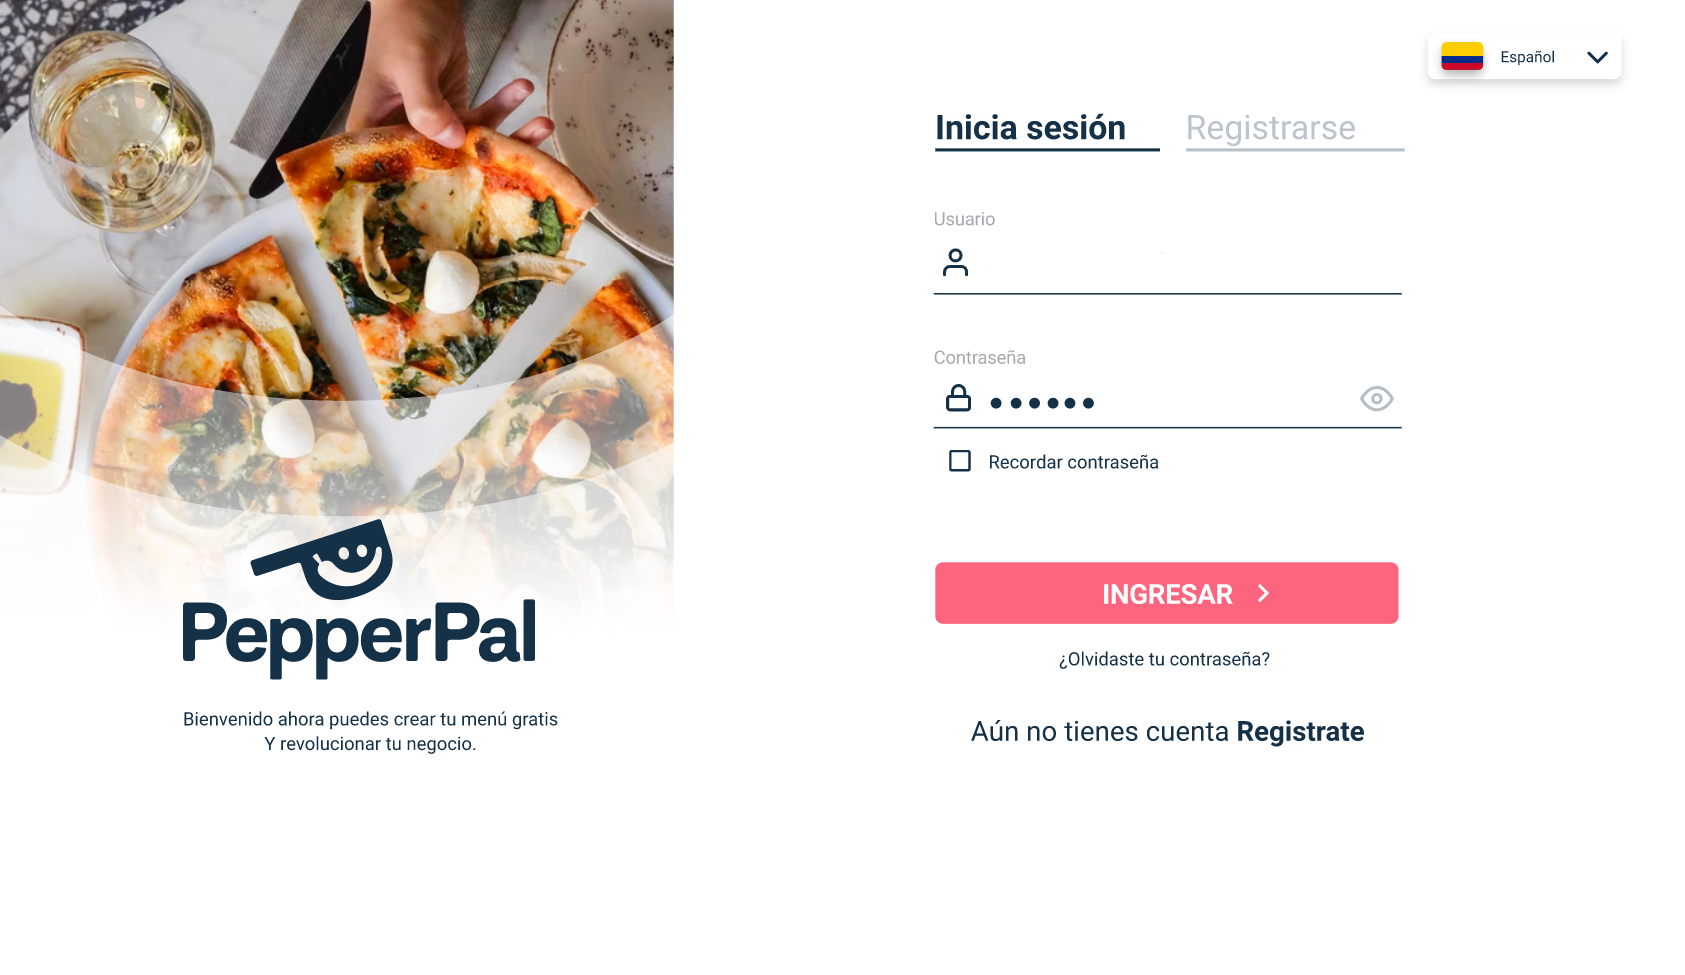 Español
Inicia sesión Registrarse
Usuario
Contraseña
Recordar contraseña
INGRESAR
¿Olvidaste tu contraseña?
Aún no tienes cuenta Registrate
PepperPal
Bienvenido ahora puedes crear tu menú gratis
Y revolucionar tu negocio.